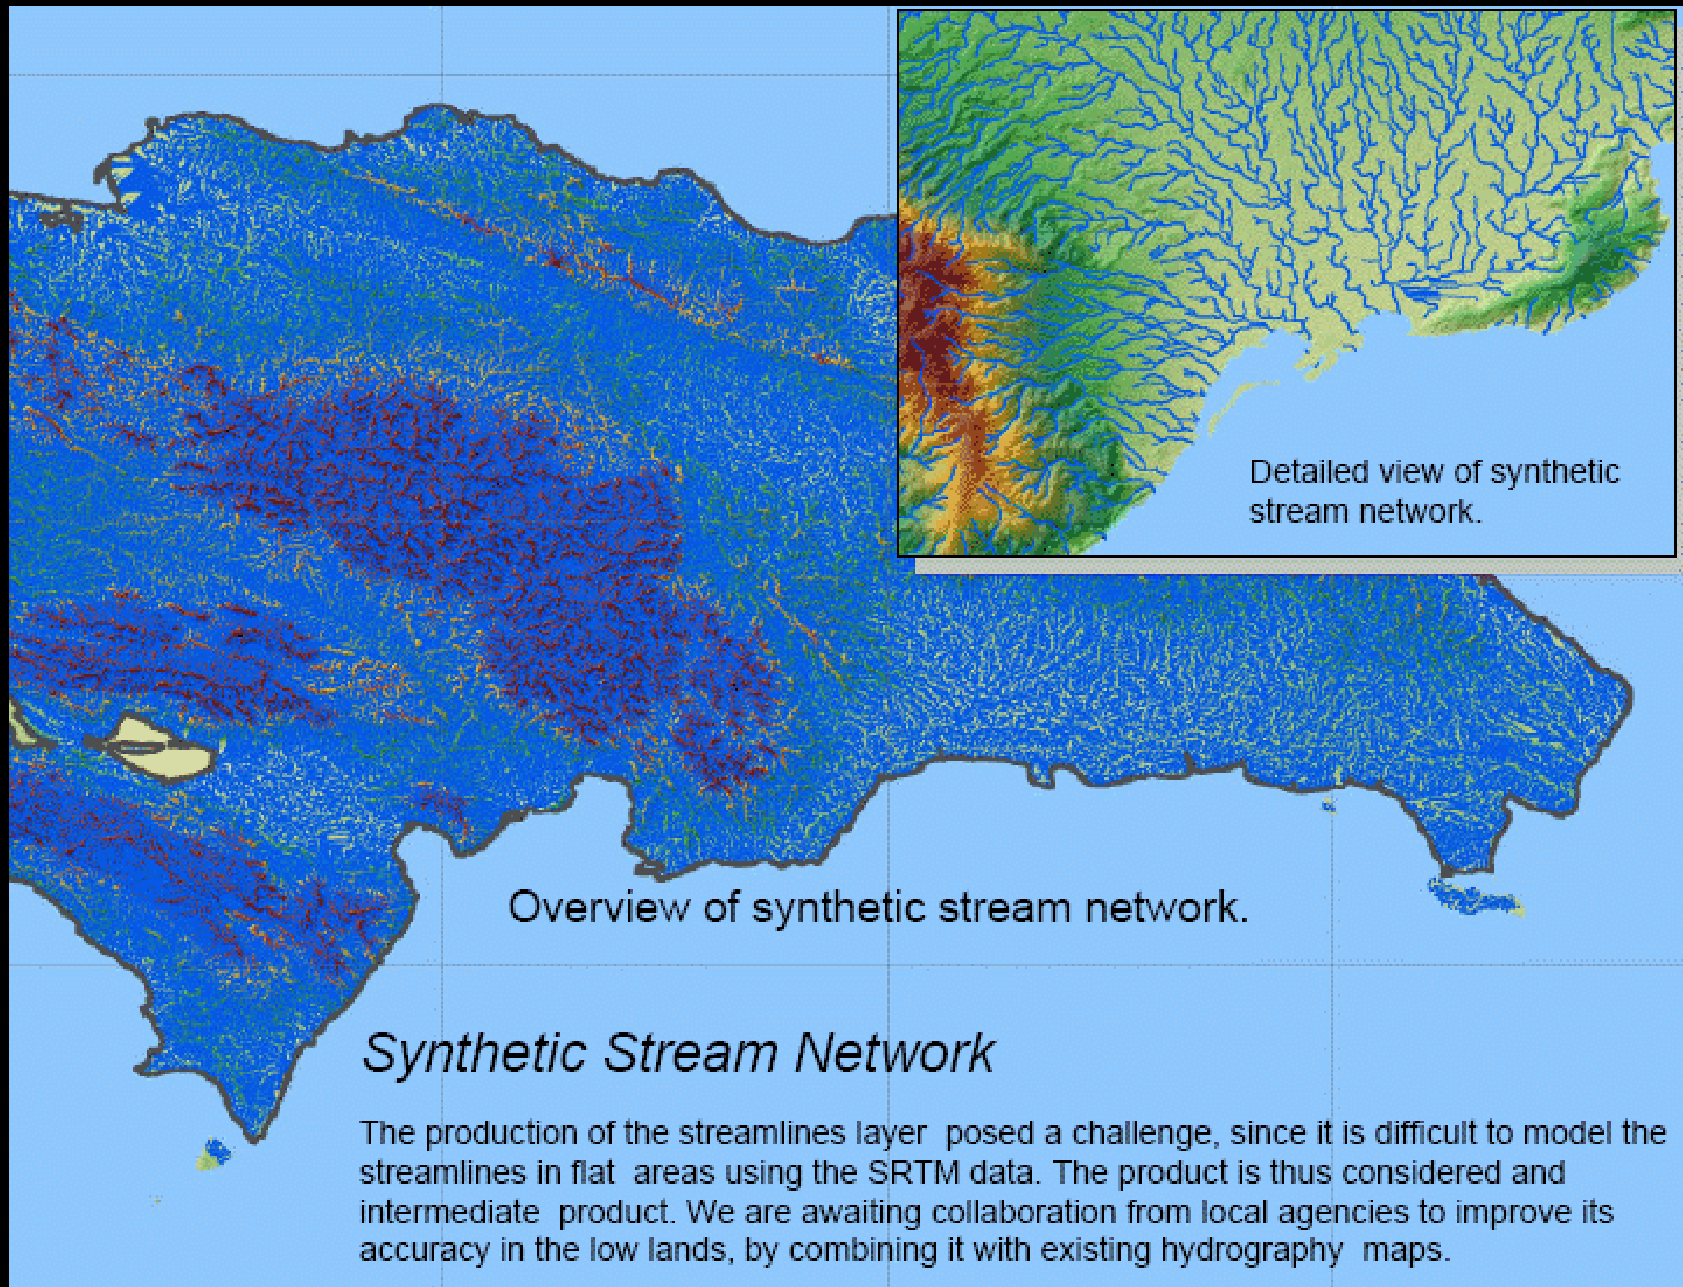 Detailed view of synthetic
stream network.
Overview of synthetic stream network.
Synthetic Stream Network
The production of the streamlines layer posed a challenge, since it is difficult to model the
streamlines in flat areas using the SRTM data. The product is thus considered and
intermediate product. We are awaiting collaboration from local agencies to improve its
accuracy in the low lands, by combining it with existing hydrography maps.